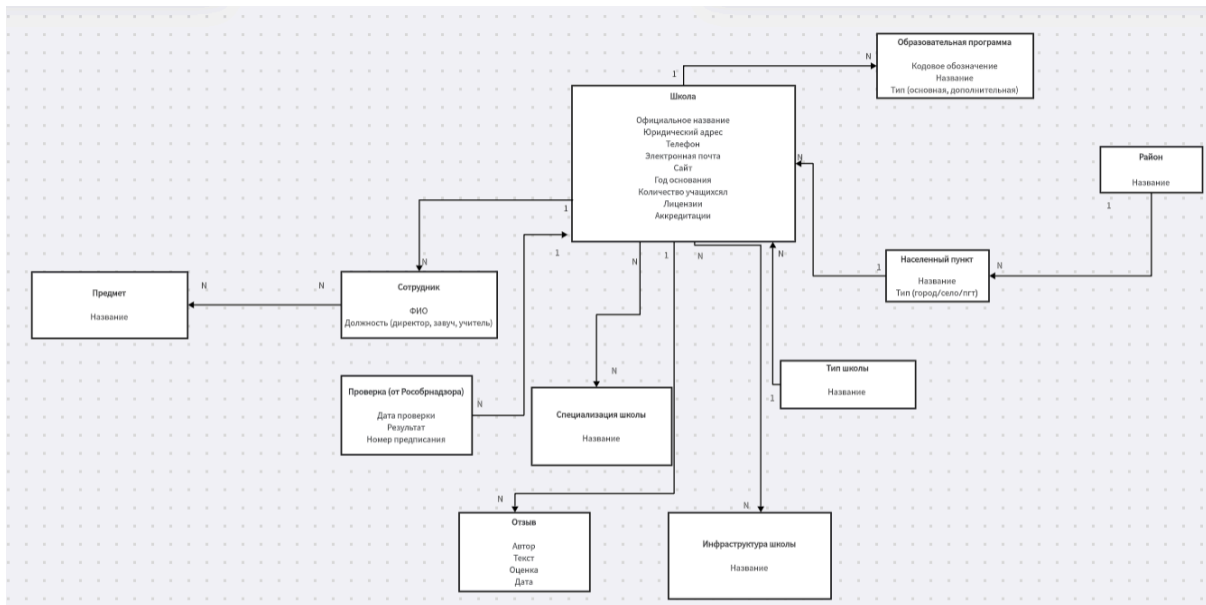 Образовательная программа
Кодовое обозначение
Название
Тип (основная, дополнительная)
N
1
Школа
Официальное название
Юридический адрес
Телефон
Электронная почта
Сайт
Год основания
Количество учащихсял
Лицензии
Аккредитации
N
Район
Название
1
1
1
N
1
N
N
N
1
N
Населенный пункт
Название
Тип (город/село/пгт)
1
N
Предмет
Название
N
N
Сотрудник
ФИО
Должность (директор, завуч, учитель)
Тип школы
Название
1
Проверка (от Рособрнадзора)
Дата проверки
Результат
Номер предписания
N
N
Специализация школы
Название
N
Отзыв
Автор
Текст
Оценка
Дата
N
Инфраструктура школы
Название